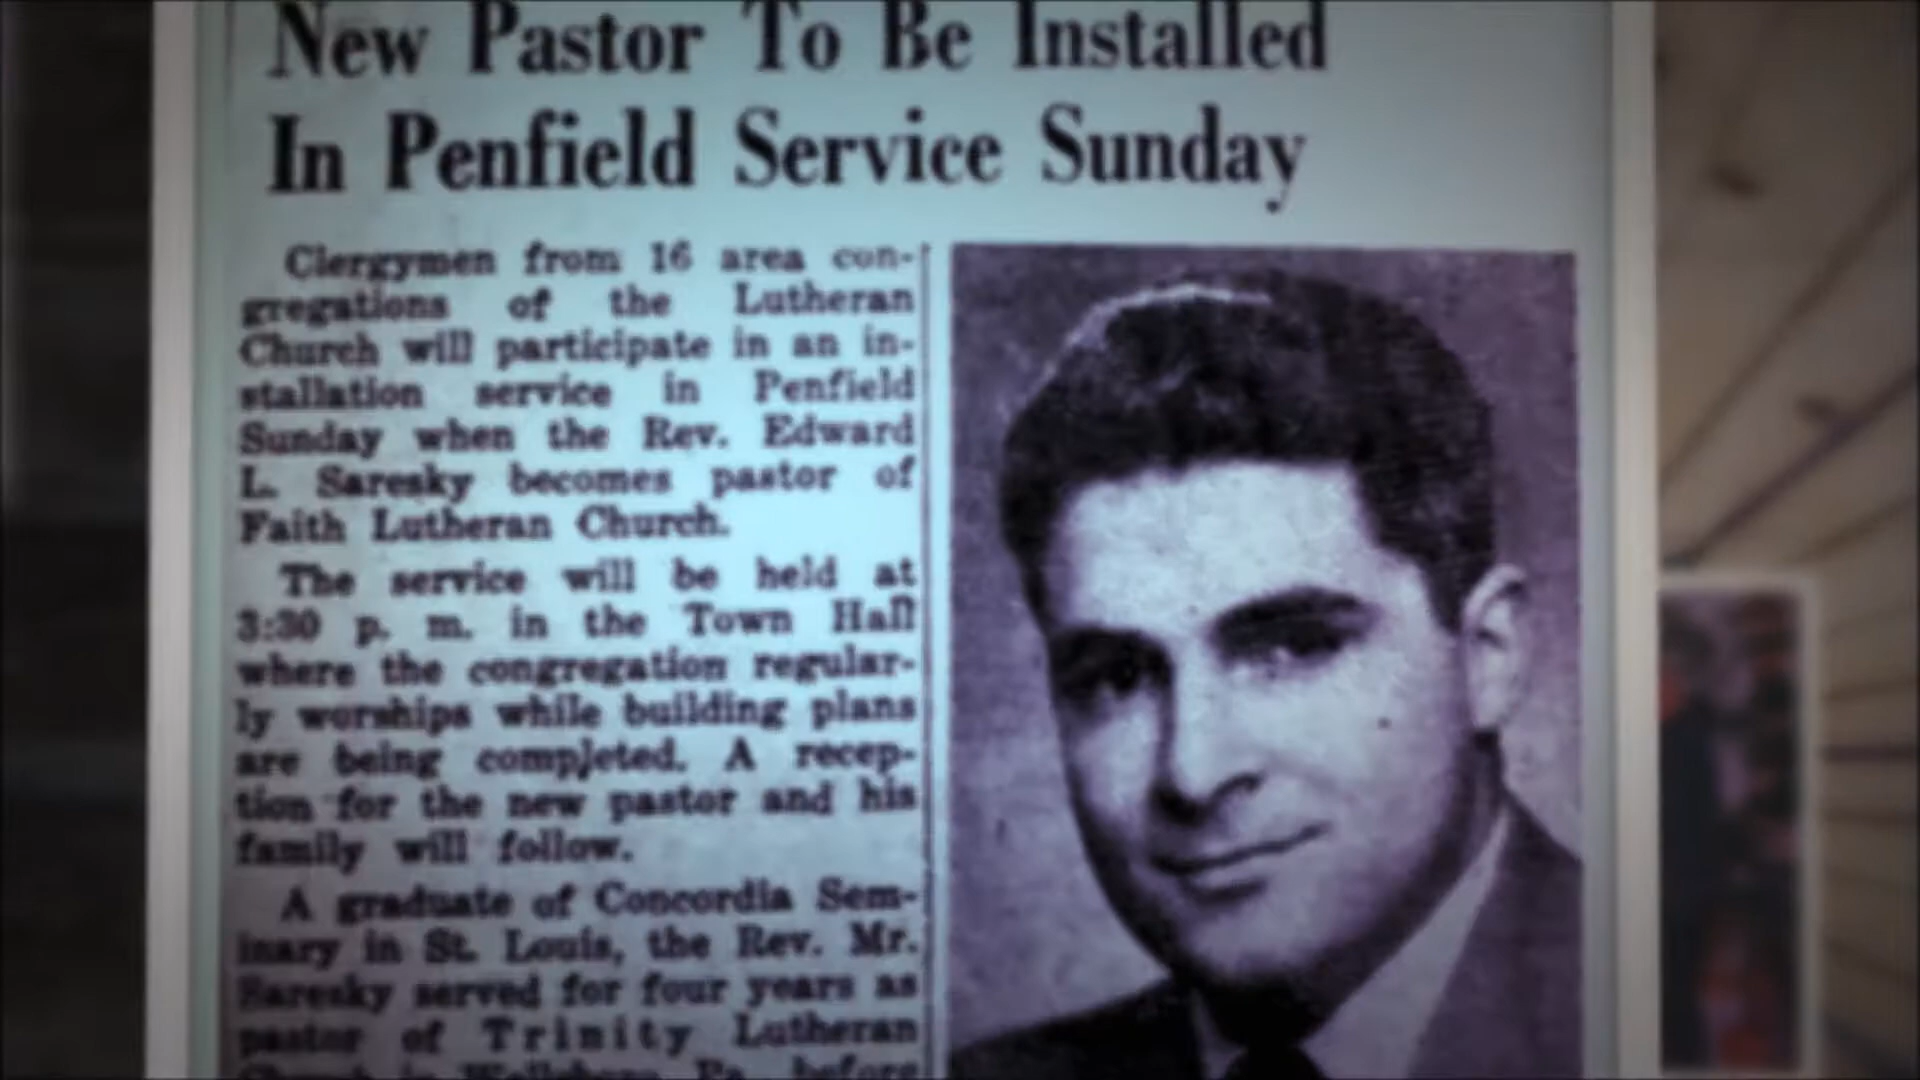 New Pastor To Be Installed
In Penfield Service Sunday
Clergymen from 16 area con-
gregations of the Lutheran
Church will participate in an in-
stallation service in Penfield
Sunday when the Rev. Edward
L. Saresky becomes pastor of
Faith Lutheran Church.
The service will be held at
3:30 p. m. in the Town Hall
where the congregation regular-
ly worships while building plans
are being completed. A recep-
tion for the new pastor and his
family will follow.
A graduate of Concordia Sem-
inary in St. Louis, the Rev. Mr.
Saresky served for four years as
pastor of Trinity Lutheran
Church in Wellsboro, Pa., before